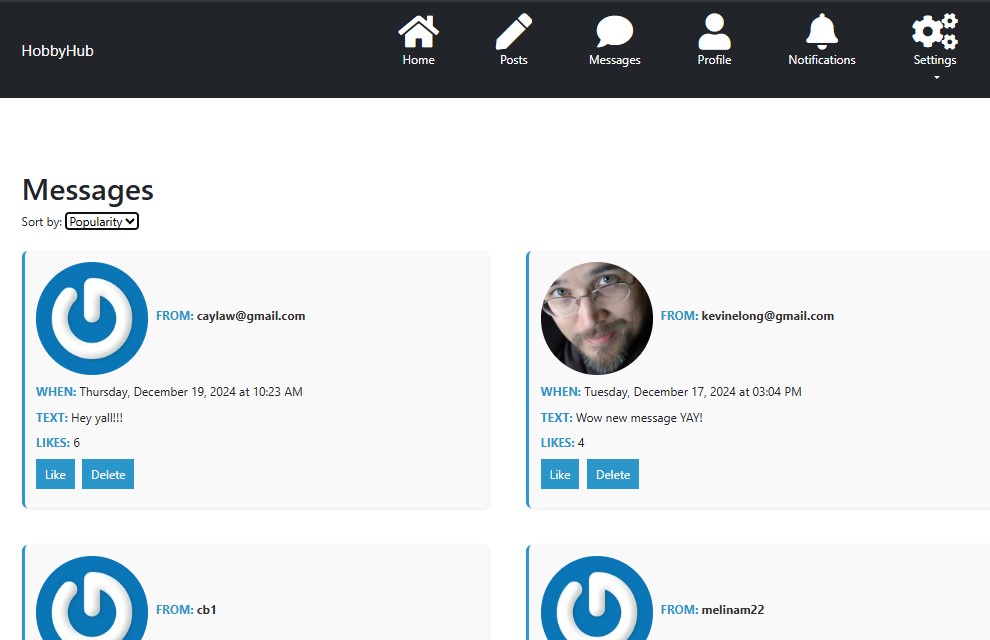 HobbyHub
Home
Posts
Messages
Profile
Notifications
Settings
Messages
Sort by: Popularity
FROM: caylaw@gmail.com
WHEN: Thursday, December 19, 2024 at 10:23 AM
TEXT: Hey yall!!!
LIKES: 6
Like Delete
FROM: kevinelong@gmail.com
WHEN: Tuesday, December 17, 2024 at 03:04 PM
TEXT: Wow new message YAY!
LIKES: 4
Like Delete
FROM: cb1
FROM: melinam22